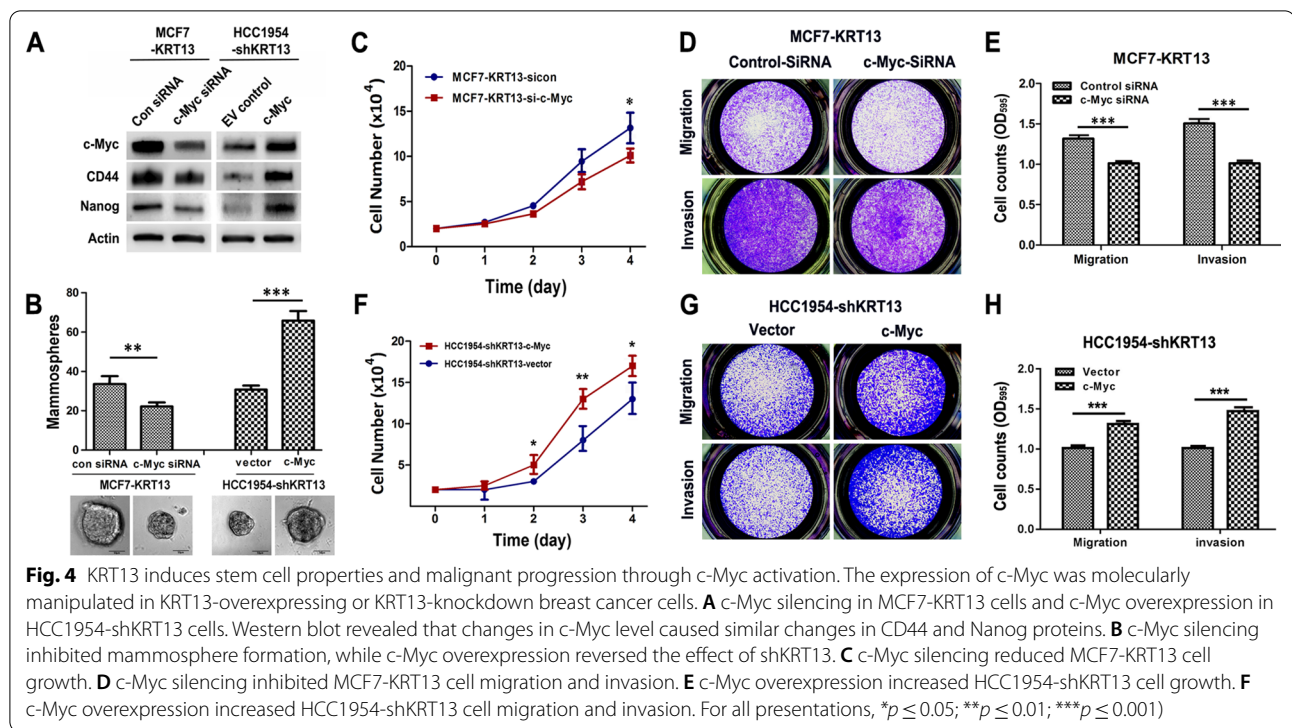 A
MCF7
-KRT13
HCC1954
-shKRT13
Con siRNA
c-Myc siRNA
EV control
c-Myc
c-Myc
CD44
Nanog
Actin
B
Mammospheres
80
60
40
20
0
**
***
con siRNA c-Myc siRNA vector c-Myc
MCF7-KRT13 HCC1954-shKRT13
C
MCF7-KRT13-sicon
MCF7-KRT13-si-c-Myc
*
Cell Number (x10⁴)
20
15
10
5
0
0 1 2 3 4
Time (day)
D
MCF7-KRT13
Control-SiRNA c-Myc-SiRNA
Migration
Invasion
E
MCF7-KRT13
Control siRNA
c-Myc siRNA
***
***
Cell counts (OD₅₉₅)
2.0
1.5
1.0
0.5
0.0
Migration Invasion
F
HCC1954-shKRT13-c-Myc
HCC1954-shKRT13-vector
*
**
*
Cell Number (x10⁴)
20
15
10
5
0 1 2 3 4
Time (day)
G
HCC1954-shKRT13
Vector c-Myc
Migration
Invasion
H
HCC1954-shKRT13
Vector
c-Myc
***
***
Cell counts (OD₅₉₅)
2.0
1.5
1.0
0.5
0.0
Migration invasion
Fig. 4 KRT13 induces stem cell properties and malignant progression through c-Myc activation. The expression of c-Myc was molecularly
manipulated in KRT13-overexpressing or KRT13-knockdown breast cancer cells. A c-Myc silencing in MCF7-KRT13 cells and c-Myc overexpression in
HCC1954-shKRT13 cells. Western blot revealed that changes in c-Myc level caused similar changes in CD44 and Nanog proteins. B c-Myc silencing
inhibited mammosphere formation, while c-Myc overexpression reversed the effect of shKRT13. C c-Myc silencing reduced MCF7-KRT13 cell
growth. D c-Myc silencing inhibited MCF7-KRT13 cell migration and invasion. E c-Myc overexpression increased HCC1954-shKRT13 cell growth. F
c-Myc overexpression increased HCC1954-shKRT13 cell migration and invasion. For all presentations, *p ≤ 0.05; **p ≤ 0.01; ***p ≤ 0.001)